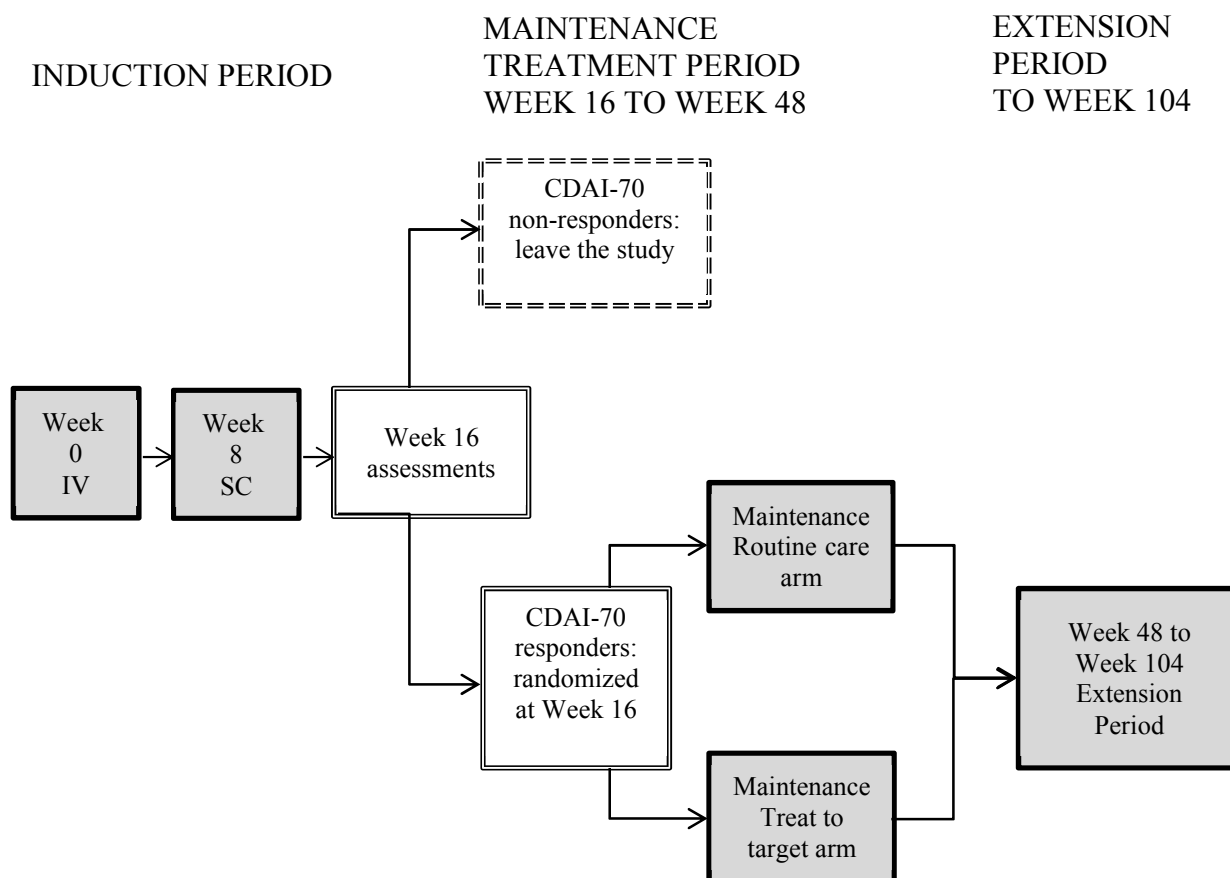 INDUCTION PERIOD
MAINTENANCE
TREATMENT PERIOD
WEEK 16 TO WEEK 48
EXTENSION
PERIOD
TO WEEK 104
CDAI-70
non-responders:
leave the study
Week
0
IV
Week
8
SC
Week 16
assessments
CDAI-70
responders:
randomized
at Week 16
Maintenance
Routine care
arm
Maintenance
Treat to
target arm
Week 48 to
Week 104
Extension
Period